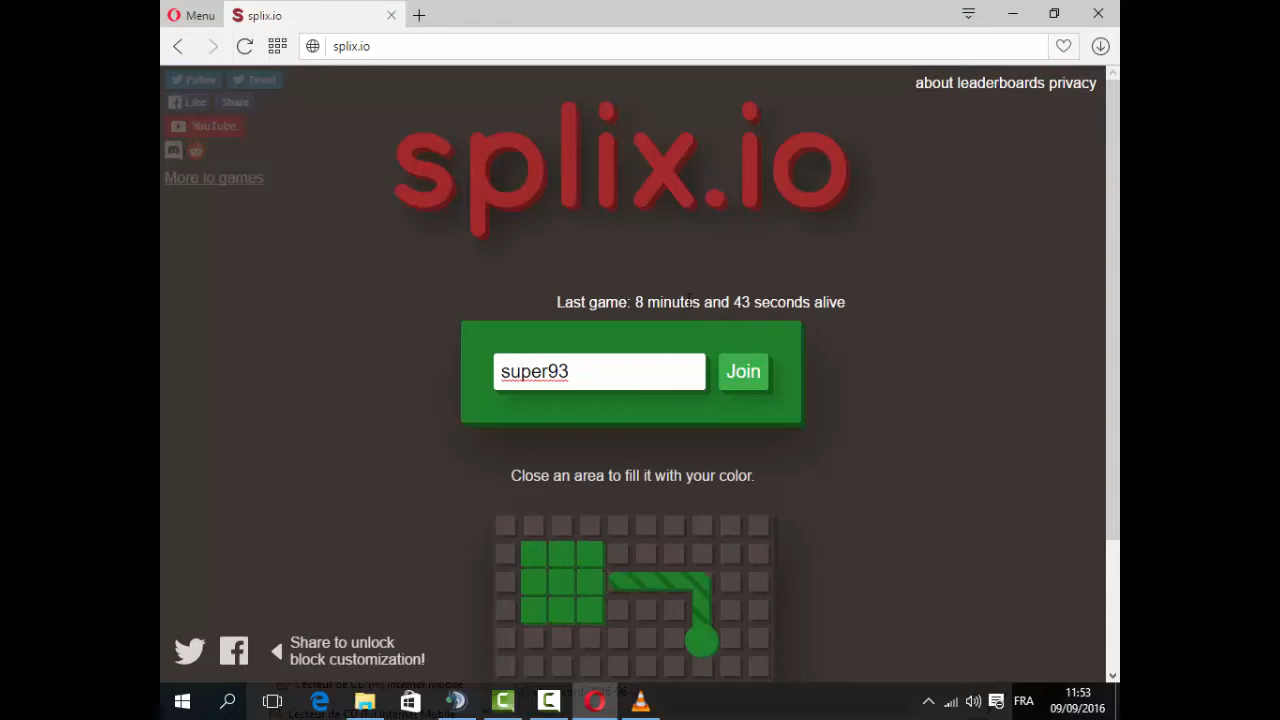 Menu
splix.io
splix.io
Follow
Tweet
Like
Share
YouTube
More io games
about leaderboards privacy
splix.io
Last game: 8 minutes and 43 seconds alive
super93
Join
Close an area to fill it with your color.
Share to unlock
block customization!
FRA
11:53
09/09/2016